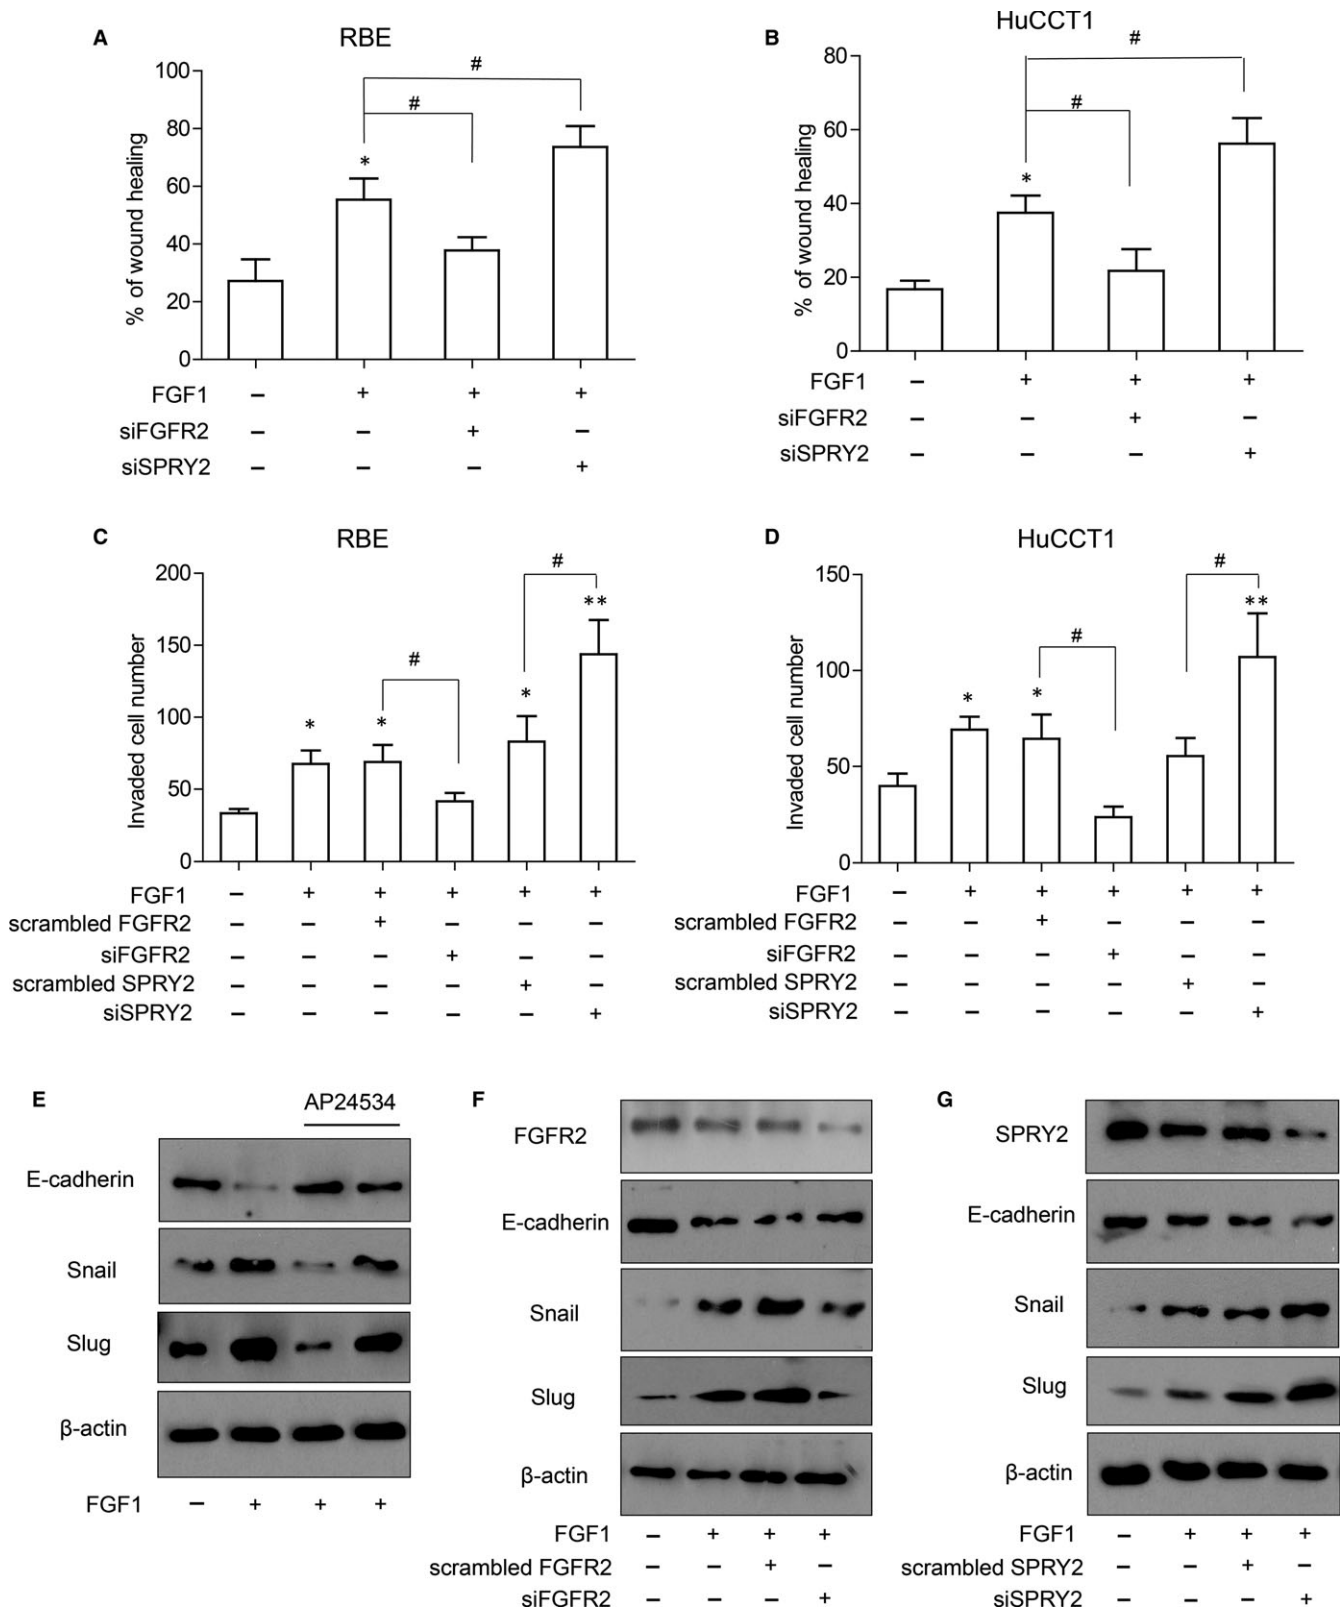 A
RBE
#
#
*
100
80
60
40
20
0
% of wound healing
FGF1 – + + +
siFGFR2 – – + –
siSPRY2 – – – +
B
HuCCT1
#
#
*
80
60
40
20
0
% of wound healing
FGF1 – + + +
siFGFR2 – – + –
siSPRY2 – – – +
C
RBE
#
**
#
*
*
*
200
150
100
50
0
Invaded cell number
FGF1 – + + + + +
scrambled FGFR2 – – + – – –
siFGFR2 – – – + – –
scrambled SPRY2 – – – – + –
siSPRY2 – – – – – +
D
HuCCT1
#
**
#
*
*
150
100
50
0
Invaded cell number
FGF1 – + + + + +
scrambled FGFR2 – – + – – –
siFGFR2 – – – + – –
scrambled SPRY2 – – – – + –
siSPRY2 – – – – – +
E
AP24534
E-cadherin
Snail
Slug
β-actin
FGF1 – + + +
F
FGFR2
E-cadherin
Snail
Slug
β-actin
FGF1 – + + +
scrambled FGFR2 – – + –
siFGFR2 – – – +
G
SPRY2
E-cadherin
Snail
Slug
β-actin
FGF1 – + + +
scrambled SPRY2 – – + –
siSPRY2 – – – +